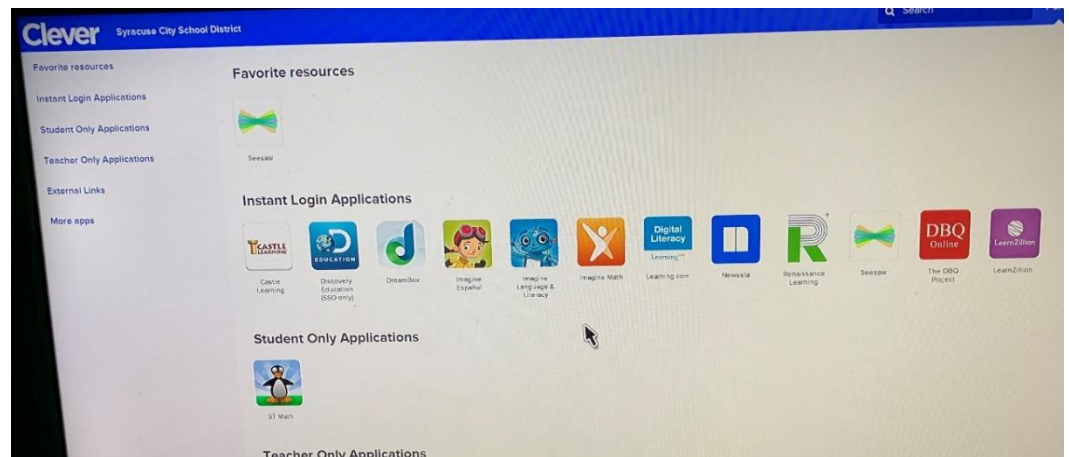 Clever Syracuse City School District
Search
Favorite resources
Instant Login Applications
Student Only Applications
Teacher Only Applications
External Links
More apps
Favorite resources
Seesaw
Instant Login Applications
CASTLE
LEARNING
Castle
Learning
EDUCATION
Discovery
Education
(SSO only)
DreamBox
Imagine
Español
Imagine
Language &
Literacy
Imagine Math
Digital
Literacy
Learning
Learning.com
Newsela
Renaissance
Learning
Seesaw
DBQ
Online
The DBQ
Project
LearnZillion
LearnZillion
Student Only Applications
ST Math
Teacher Only Applications